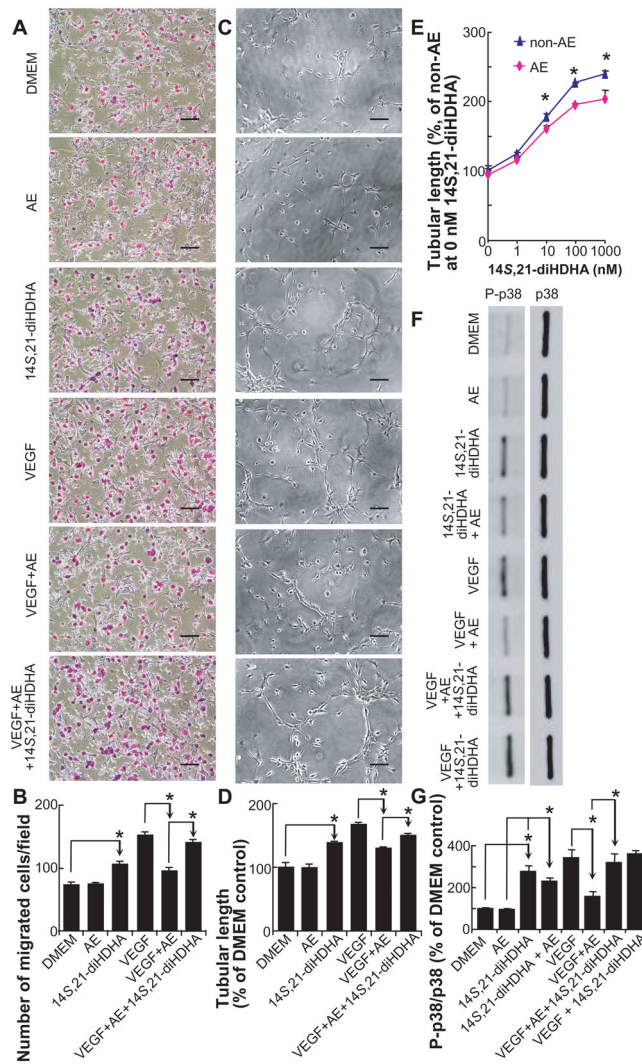 A
DMEM
AE
14S,21-diHDHA
VEGF
VEGF+AE
VEGF+AE
+14S,21-diHDHA
C
E
Tubular length (%, of non-AE
at 0 nM 14S,21-diHDHA)
300
200
100
0
non-AE
AE
*
*
*
0 1 10 100 1000
14S,21-diHDHA (nM)
F
P-p38 p38
DMEM
AE
14S,21-
diHDHA
14S,21-
diHDHA
+ AE
VEGF
VEGF
+ AE
VEGF
+AE
+14S,21-
diHDHA
VEGF
+14S,21-
diHDHA
B
Number of migrated cells/field
200
100
0
*
*
*
DMEM
AE
14S,21-diHDHA
VEGF
VEGF+AE
VEGF+AE+14S,21-diHDHA
D
Tubular length
(% of DMEM control)
200
100
0
*
*
*
DMEM
AE
14S,21-diHDHA
VEGF
VEGF+AE
VEGF+AE+14S,21-diHDHA
G
P-p38/p38 (% of DMEM control)
400
200
0
*
*
*
*
DMEM
AE
14S,21-diHDHA
14S,21-diHDHA + AE
VEGF
VEGF+AE
VEGF+AE+14S,21-diHDHA
VEGF + 14S,21-diHDHA